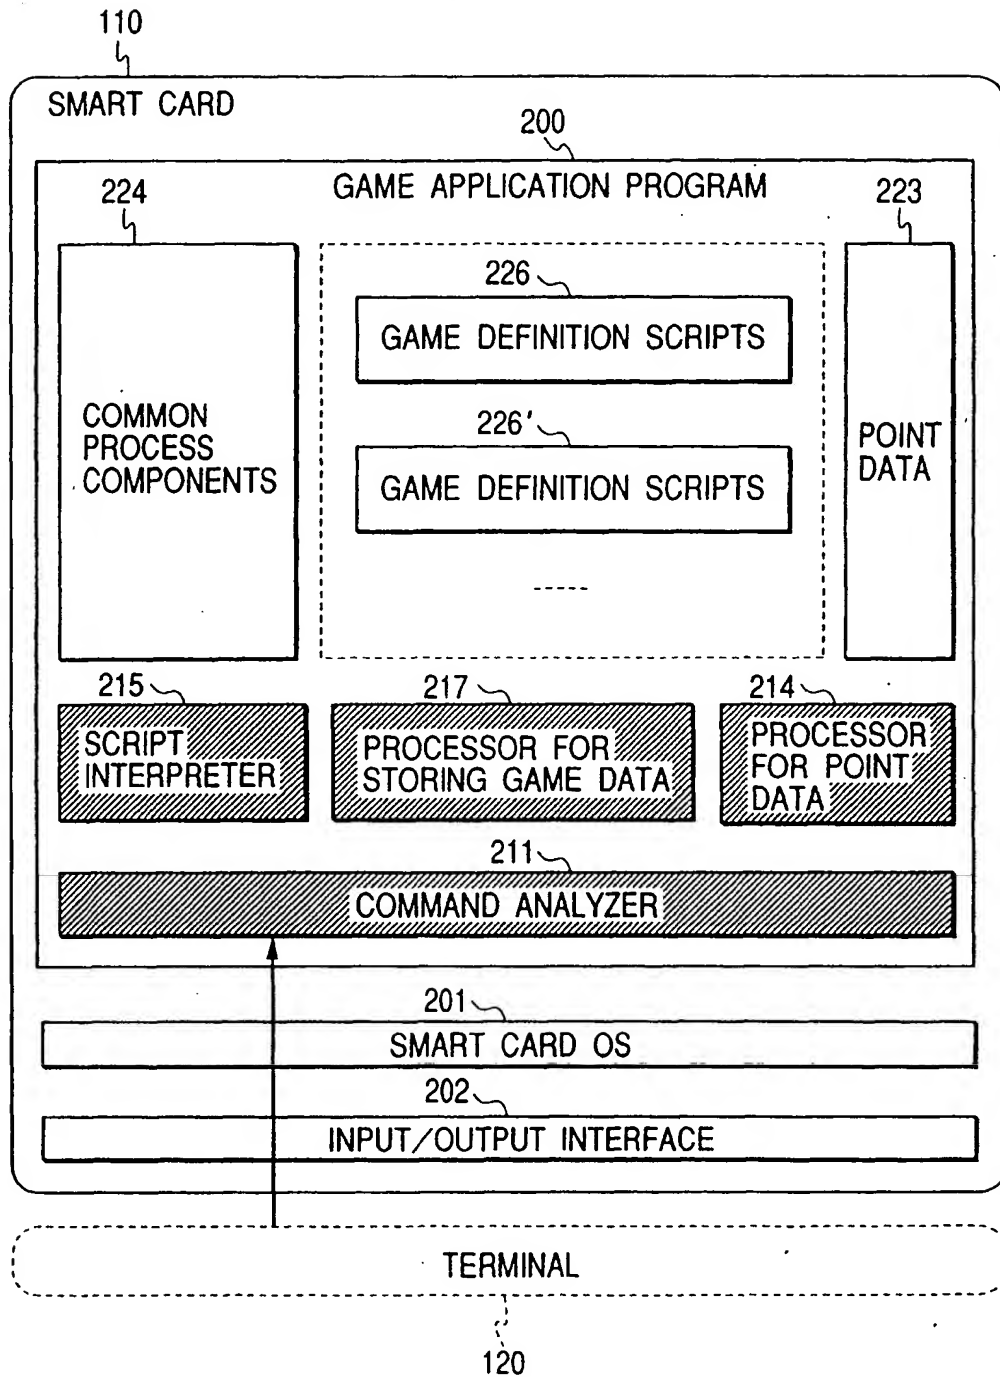 110
SMART CARD
200
GAME APPLICATION PROGRAM
224
223
226
GAME DEFINITION SCRIPTS
COMMON
PROCESS
COMPONENTS
226'
GAME DEFINITION SCRIPTS
POINT
DATA
215
217
214
SCRIPT
INTERPRETER
PROCESSOR FOR
STORING GAME DATA
PROCESSOR
FOR POINT
DATA
211
COMMAND ANALYZER
201
SMART CARD OS
202
INPUT/OUTPUT INTERFACE
TERMINAL
120